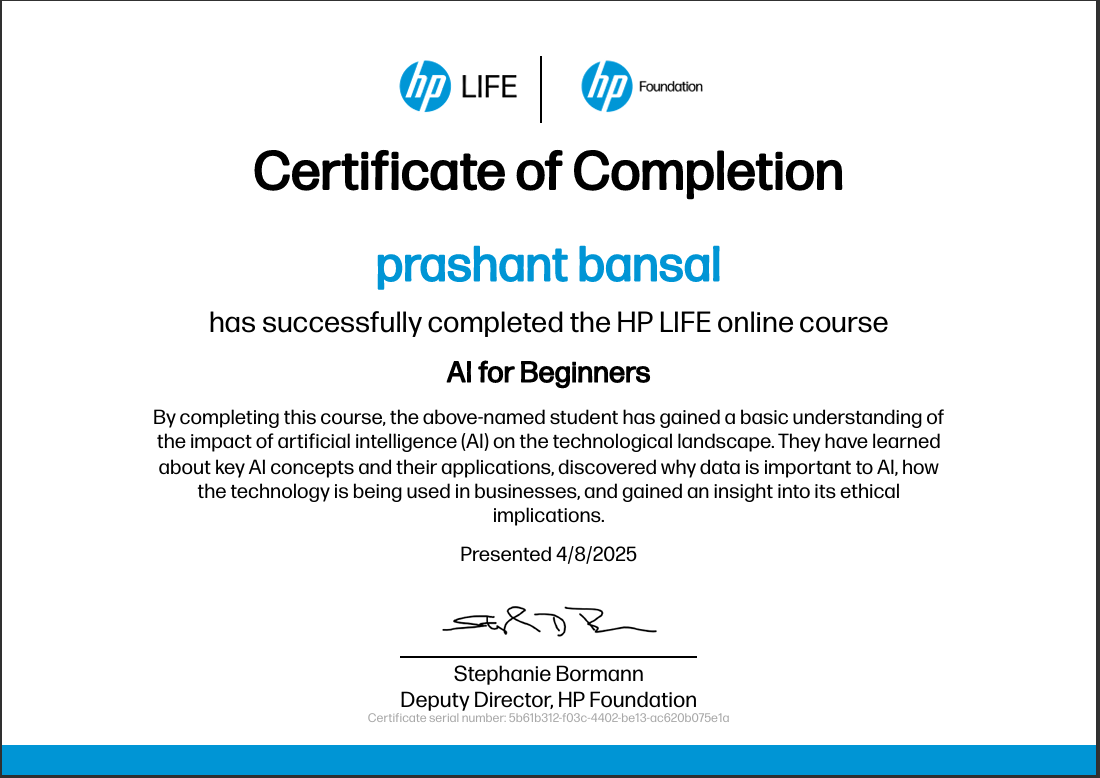 hp LIFE hp Foundation
Certificate of Completion
prashant bansal
has successfully completed the HP LIFE online course
AI for Beginners
By completing this course, the above-named student has gained a basic understanding of
the impact of artificial intelligence (AI) on the technological landscape. They have learned
about key AI concepts and their applications, discovered why data is important to AI, how
the technology is being used in businesses, and gained an insight into its ethical
implications.
Presented 4/8/2025
Stephanie Bormann
Deputy Director, HP Foundation
Certificate serial number: 5b61b312-f03c-4402-be13-ac620b075e1a